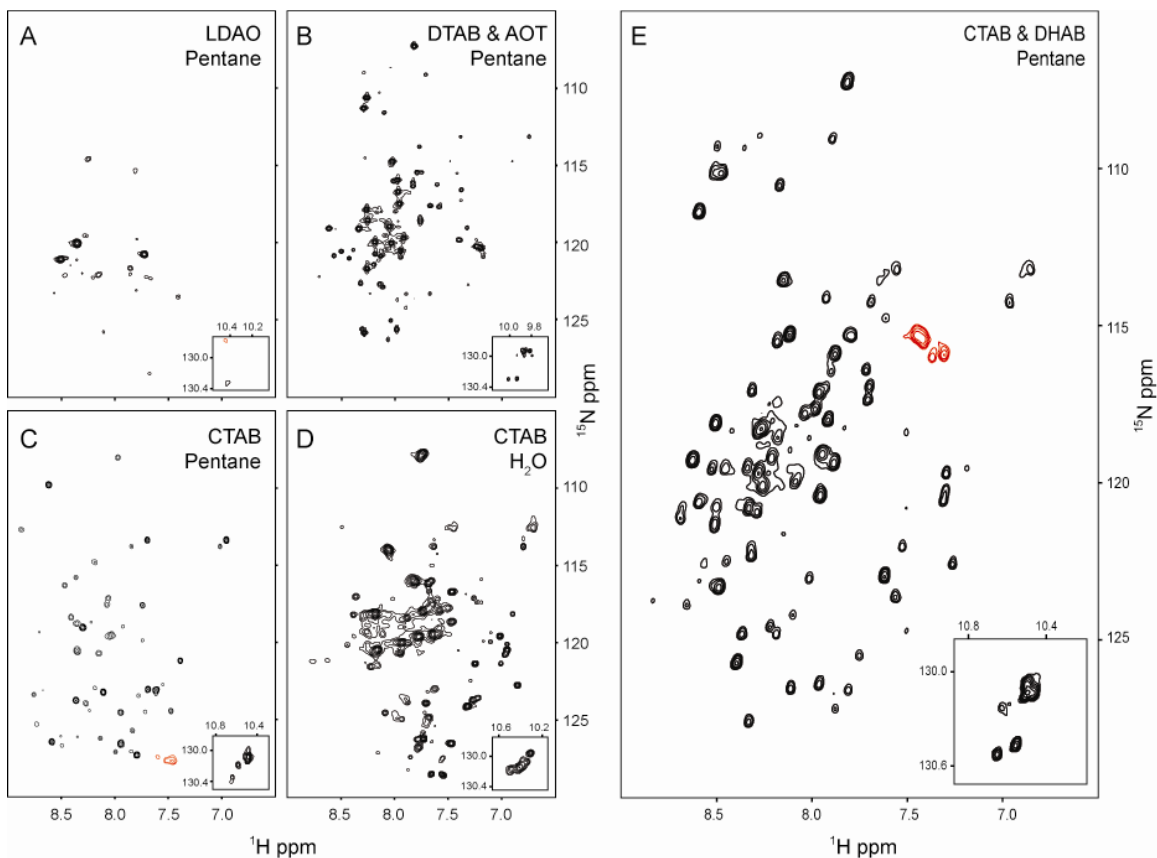 A
LDAO
Pentane
10.4 10.2
130.0
130.4
B
DTAB & AOT
Pentane
110
115
120
125
10.0 9.8
130.0
130.4
¹⁵N ppm
C
CTAB
Pentane
10.8 10.4
130.0
130.4
8.5 8.0 7.5
D
CTAB
H₂O
110
115
120
125
10.6 10.2
130.0
130.4
8.5 8.0 7.5 7.0
¹H ppm
E
CTAB & DHAB
Pentane
110
115
120
125
¹⁵N ppm
10.8 10.4
130.0
130.6
8.5 8.0 7.5 7.0
¹H ppm